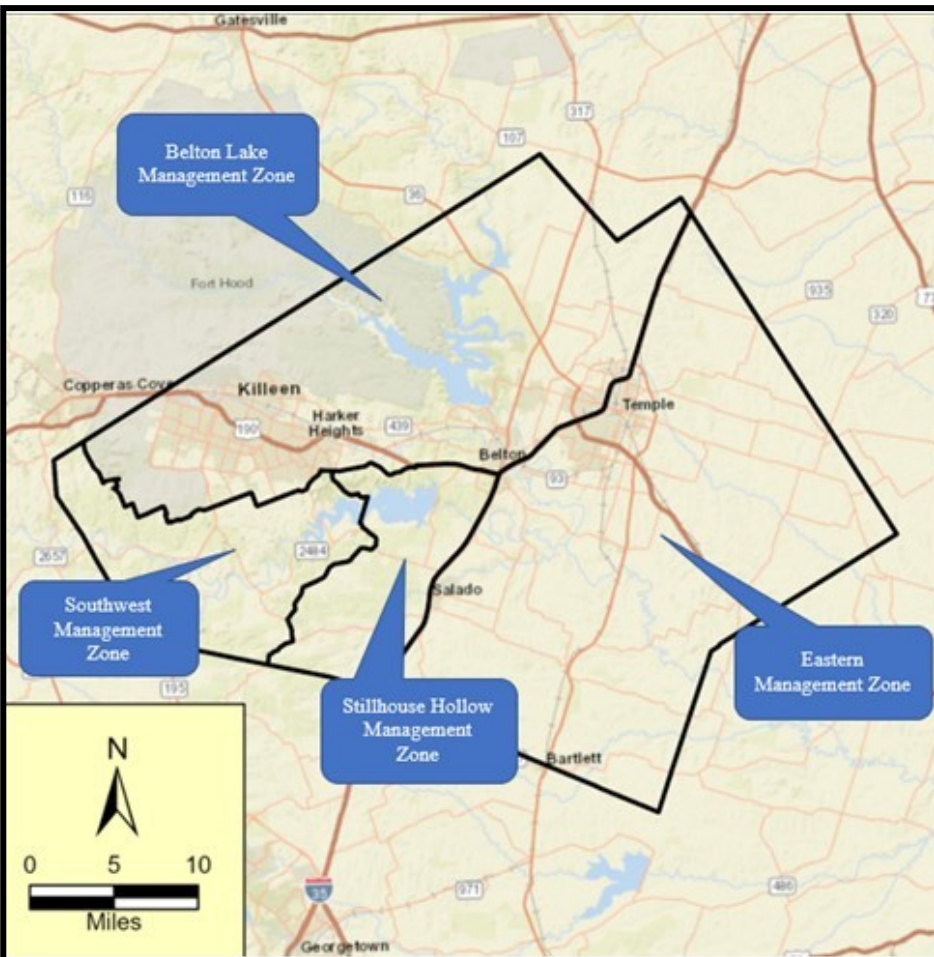 Gatesville
317
107
Belton Lake
Management Zone
116
36
Fort Hood
935
320
Copperas Cove
Killeen
Harker
Heights
190
439
Temple
Belton
93
2657
2484
Southwest
Management
Zone
Salado
Eastern
Management Zone
195
Stillhouse Hollow
Management
Zone
Bartlett
N
0 5 10
Miles
35
971
486
Georgetown